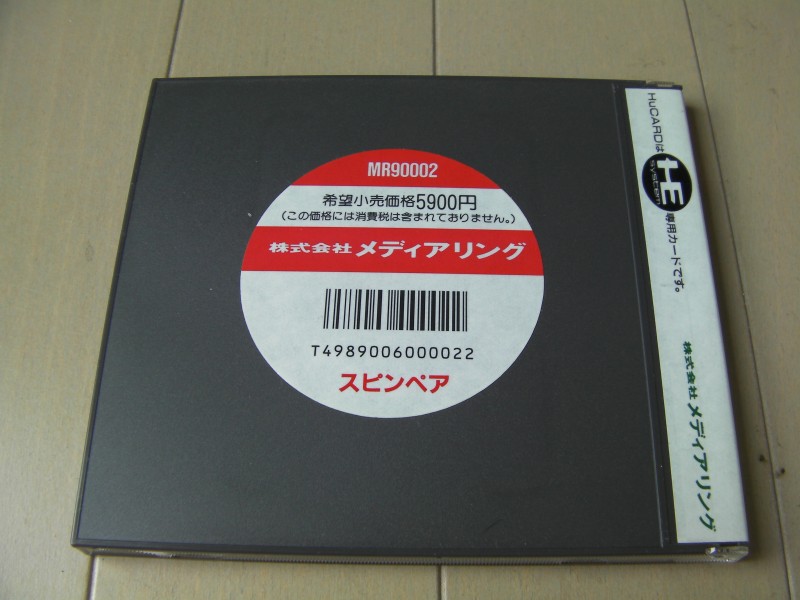 MR90002
希望小売価格5900円
(この価格には消費税は含まれておりません。)
株式会社 メディアリング
T4989006000022
スピンペア
HuCARDは HE SYSTEM 専用カードです。
株式会社 メディアリング